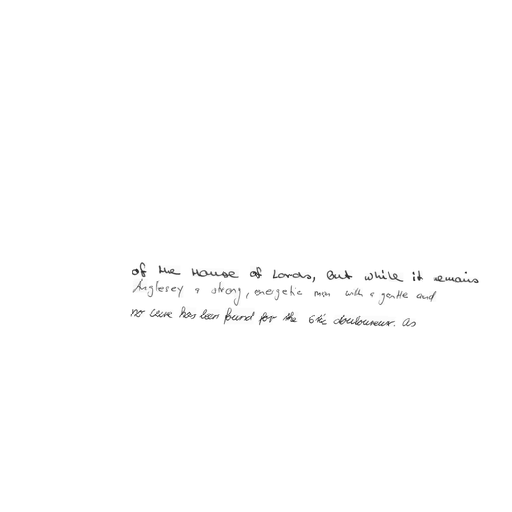 of the House of Lords, but while it remains
Anglesey a strong, energetic man with a gentle and
no cure has been found for the tic douloureux. As